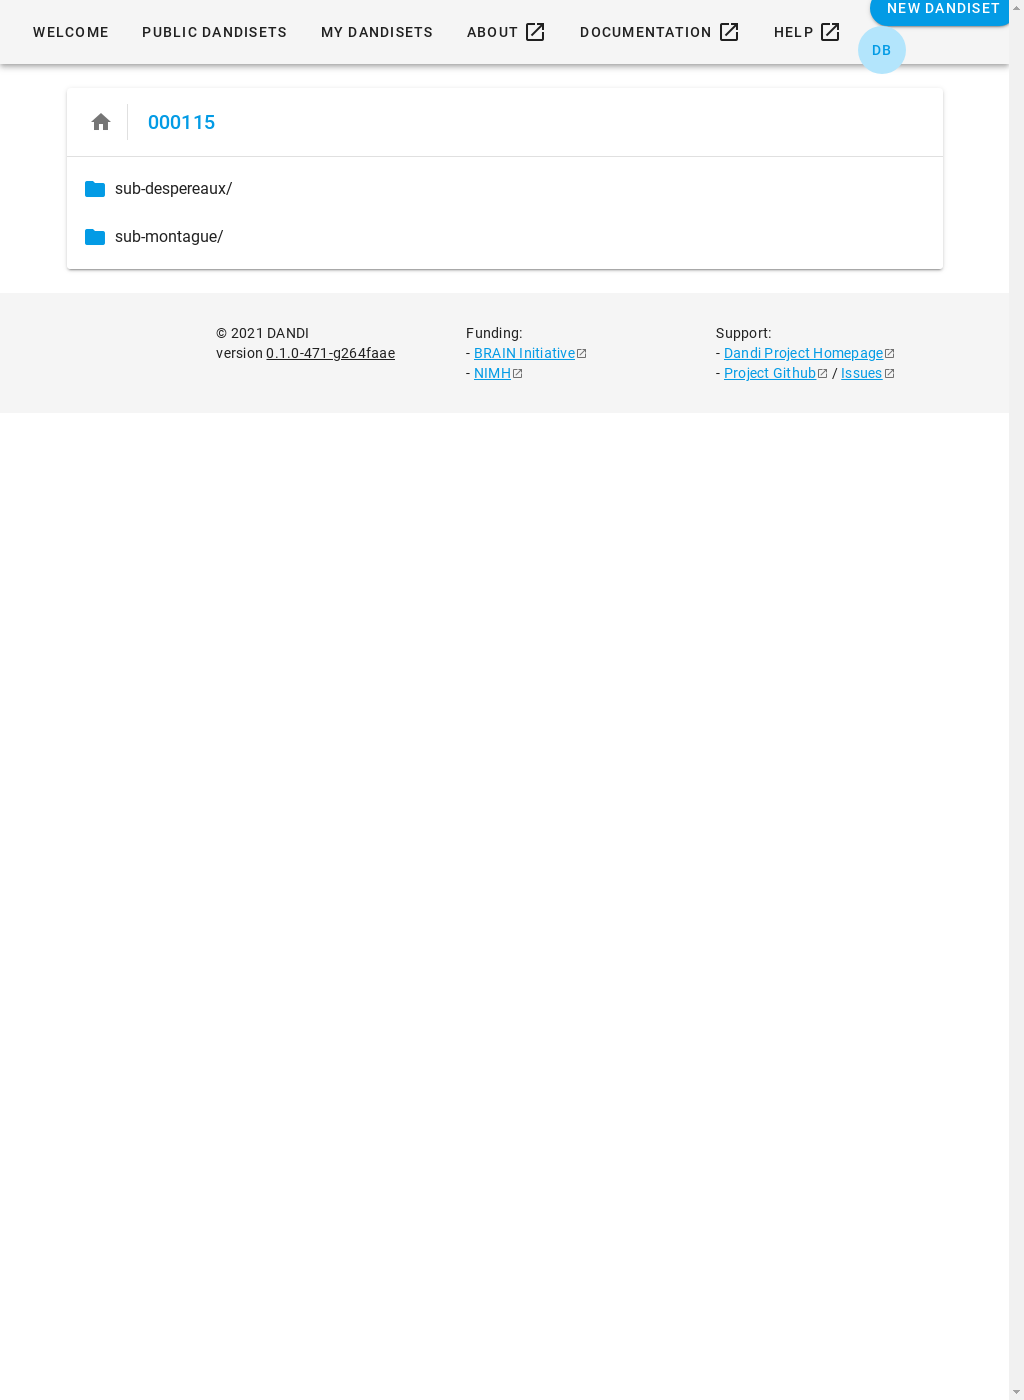 NEW DANDISET
WELCOME PUBLIC DANDISETS MY DANDISETS ABOUT DOCUMENTATION HELP
DB
000115
sub-despereaux/
sub-montague/
© 2021 DANDI
version 0.1.0-471-g264faae
Funding:
- BRAIN Initiative
- NIMH
Support:
- Dandi Project Homepage
- Project Github / Issues